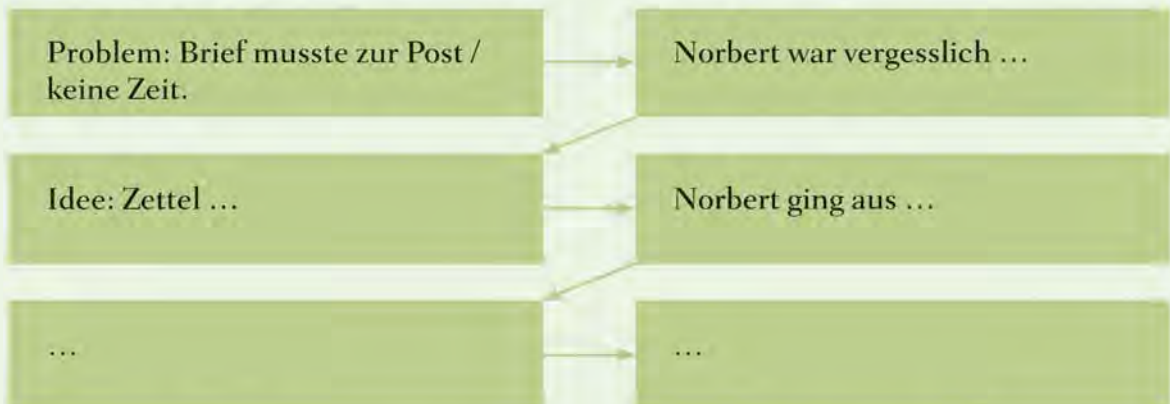 Problem: Brief musste zur Post /
keine Zeit.
Norbert war vergesslich …
Idee: Zettel …
Norbert ging aus …
…
…